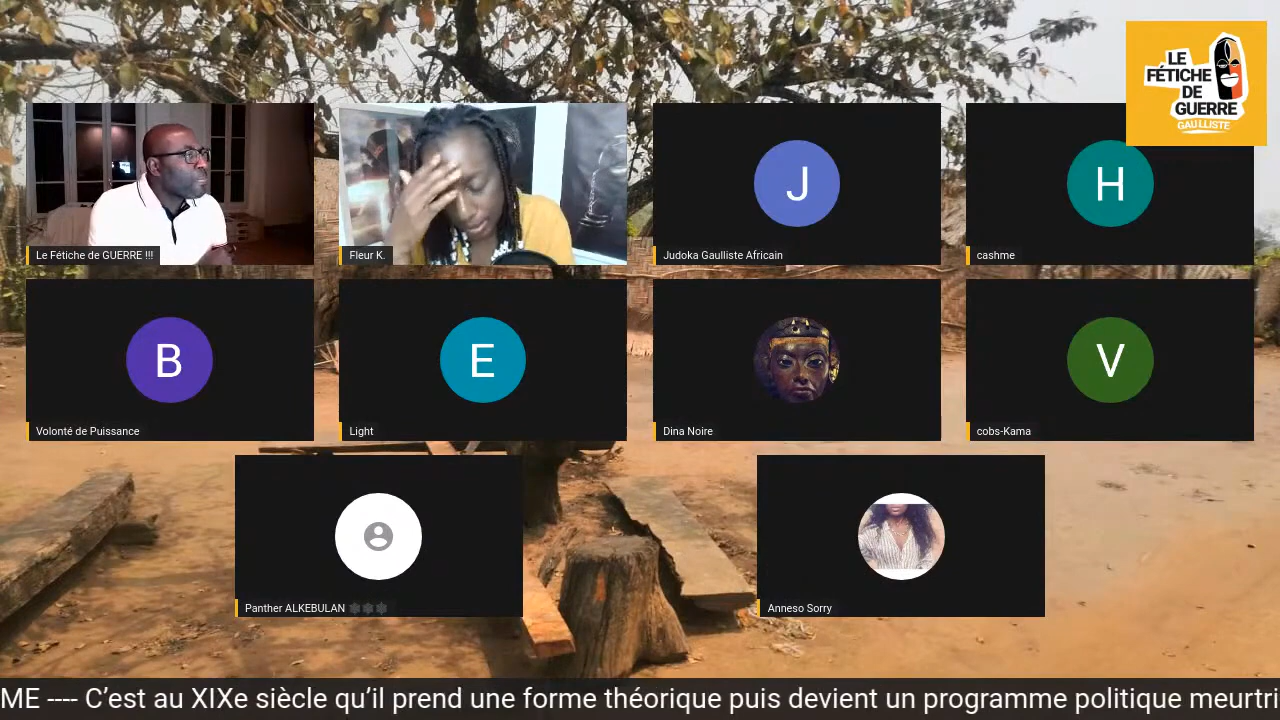 LE
FÉTICHE
DE
GUERRE
GAULLISTE
Le Fétiche de GUERRE !!!
Fleur K.
J
Judoka Gaulliste Africain
H
cashme
B
Volonté de Puissance
E
Light
Dina Noire
V
cobs-Kama
Panther ALKEBULAN
Anneso Sorry
ME ---- C’est au XIXe siècle qu’il prend une forme théorique puis devient un programme politique meurtri